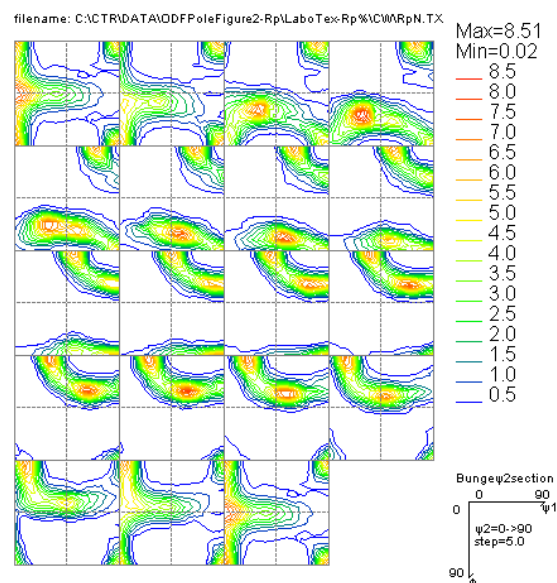 filename: C:\CTR\DATA\ODFPoleFigure2-Rp\LaboTex-Rp%\CW\RpN.TX
Max=8.51
Min=0.02
8.5
8.0
7.5
7.0
6.5
6.0
5.5
5.0
4.5
4.0
3.5
3.0
2.5
2.0
1.5
1.0
0.5
Bungeψ2section
0 90
0 ψ1
ψ2=0->90
step=5.0
90
Φ